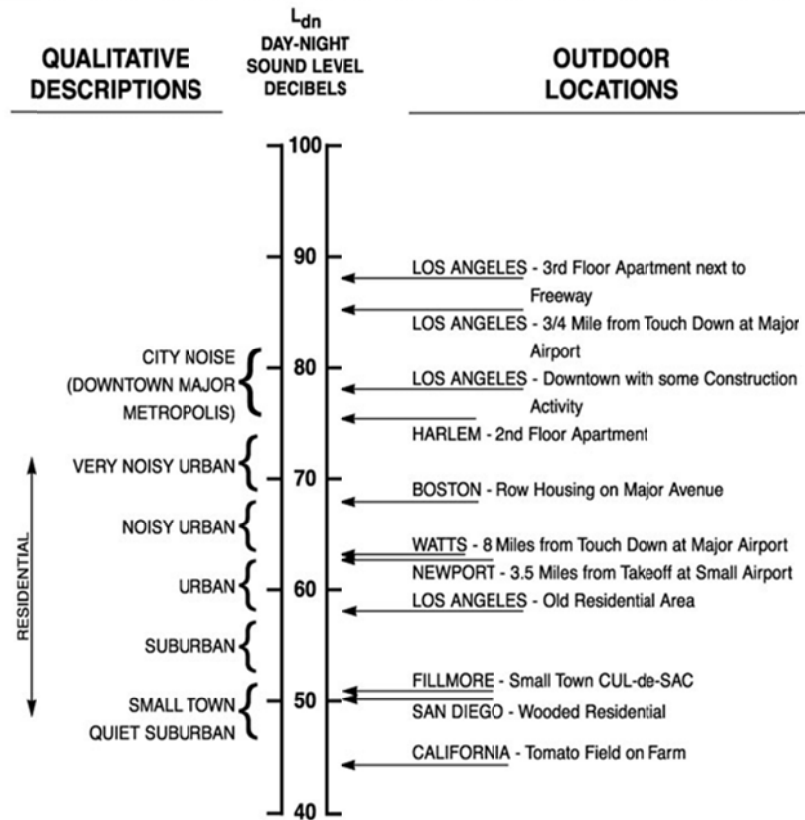 L dn
DAY-NIGHT
SOUND LEVEL
DECIBELS
QUALITATIVE
DESCRIPTIONS
OUTDOOR
LOCATIONS
100
90
LOS ANGELES - 3rd Floor Apartment next to
Freeway
LOS ANGELES - 3/4 Mile from Touch Down at Major
Airport
CITY NOISE
(DOWNTOWN MAJOR
METROPOLIS)
80
LOS ANGELES - Downtown with some Construction
Activity
HARLEM - 2nd Floor Apartment
VERY NOISY URBAN
70
BOSTON - Row Housing on Major Avenue
NOISY URBAN
WATTS - 8 Miles from Touch Down at Major Airport
NEWPORT - 3.5 Miles from Takeoff at Small Airport
URBAN
60
LOS ANGELES - Old Residential Area
RESIDENTIAL
SUBURBAN
FILLMORE - Small Town CUL-de-SAC
50
SMALL TOWN
QUIET SUBURBAN
SAN DIEGO - Wooded Residential
CALIFORNIA - Tomato Field on Farm
40